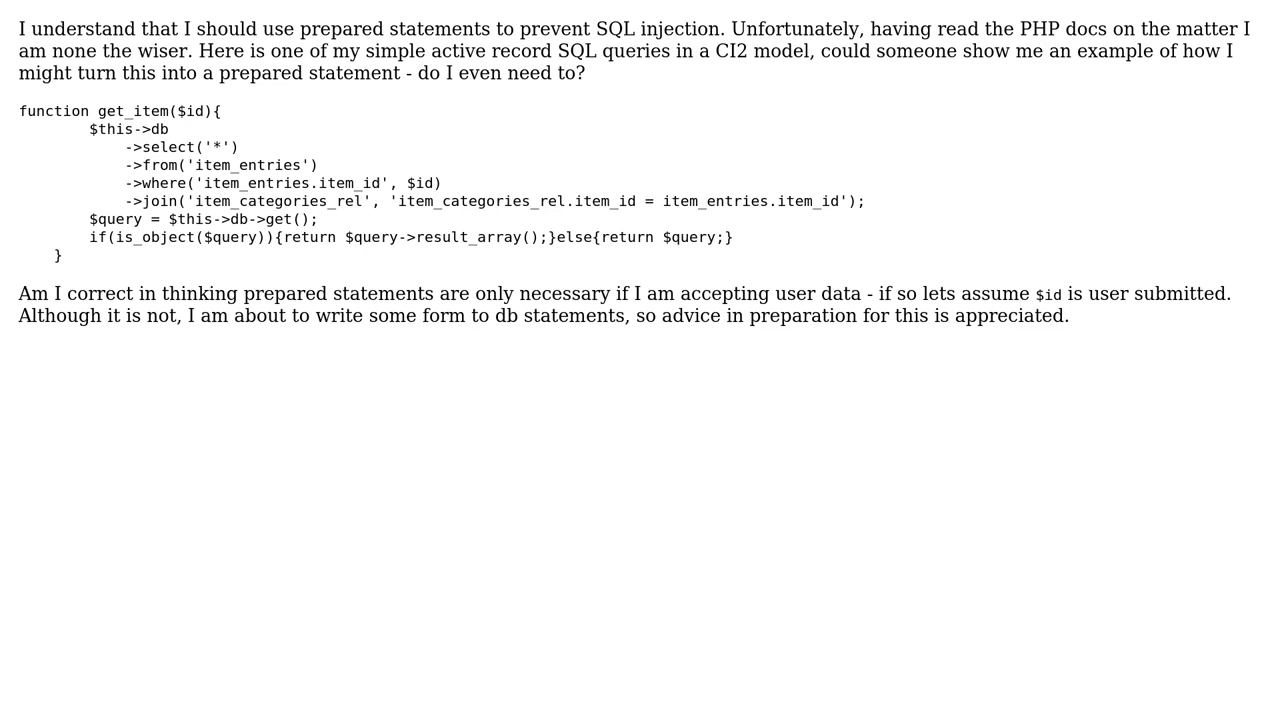 I understand that I should use prepared statements to prevent SQL injection. Unfortunately, having read the PHP docs on the matter I
am none the wiser. Here is one of my simple active record SQL queries in a CI2 model, could someone show me an example of how I
might turn this into a prepared statement - do I even need to?
function get_item($id){
        $this->db
            ->select('*')
            ->from('item_entries')
            ->where('item_entries.item_id', $id)
            ->join('item_categories_rel', 'item_categories_rel.item_id = item_entries.item_id');
        $query = $this->db->get();
        if(is_object($query)){return $query->result_array();}else{return $query;}
    }
Am I correct in thinking prepared statements are only necessary if I am accepting user data - if so lets assume $id is user submitted.
Although it is not, I am about to write some form to db statements, so advice in preparation for this is appreciated.